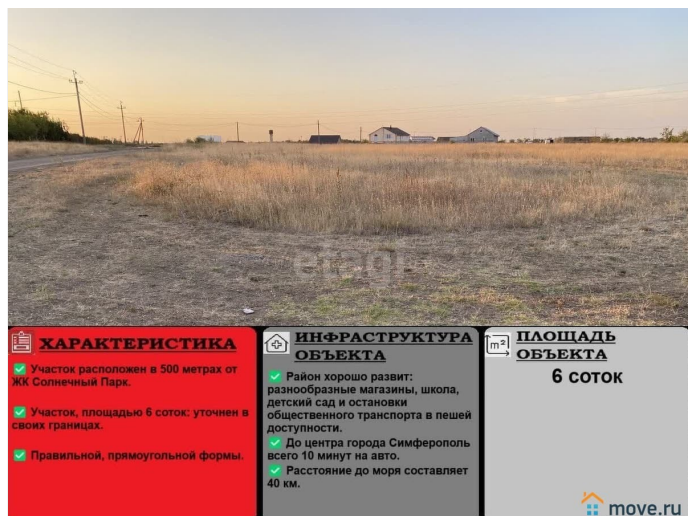 etagi
ХАРАКТЕРИСТИКА
Участок расположен в 500 метрах от
ЖК Солнечный Парк.
Участок, площадью 6 соток: уточнен в
своих границах.
Правильной, прямоугольной формы.
ИНФРАСТРУКТУРА
ОБЪЕКТА
Район хорошо развит:
разнообразные магазины, школа,
детский сад и остановки
общественного транспорта в пешей
доступности.
До центра города Симферополь
всего 10 минут на авто.
Расстояние до моря составляет
40 км.
m²
ПЛОЩАДЬ
ОБЪЕКТА
6 соток
move.ru